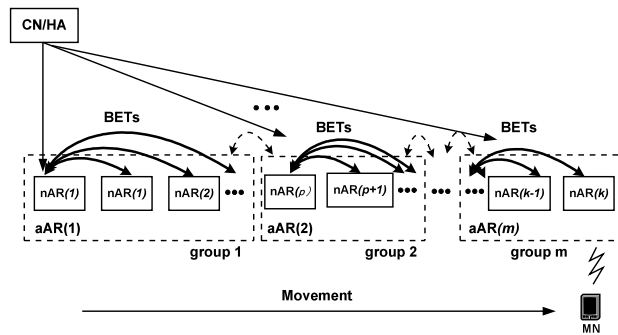 CN/HA
BETs
BETs
BETs
nAR(1)
nAR(1)
nAR(2)
nAR(p)
nAR(p+1)
nAR(k-1)
nAR(k)
aAR(1)
aAR(2)
aAR(m)
group 1
group 2
group m
Movement
MN